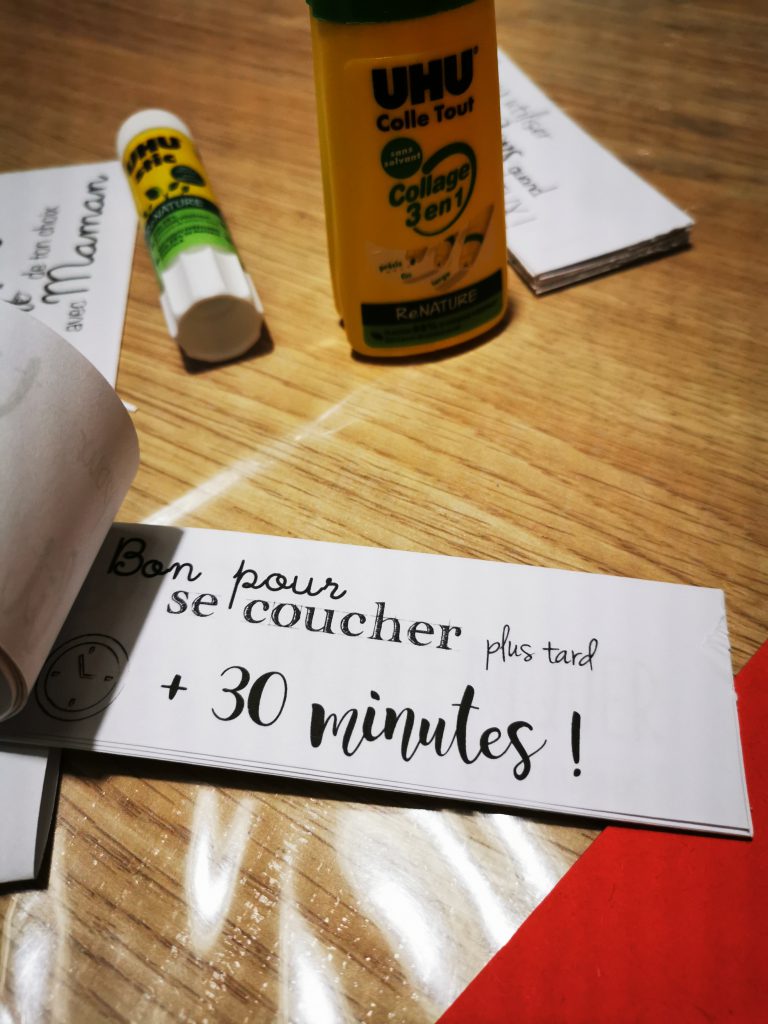 UHU
Colle Tout
sans
solvant
Collage
3 en 1
ReNATURE
UHU
stic
ReNATURE
de ton choix
avec Maman
utiliser
Bon pour
se coucher plus tard
+ 30 minutes !